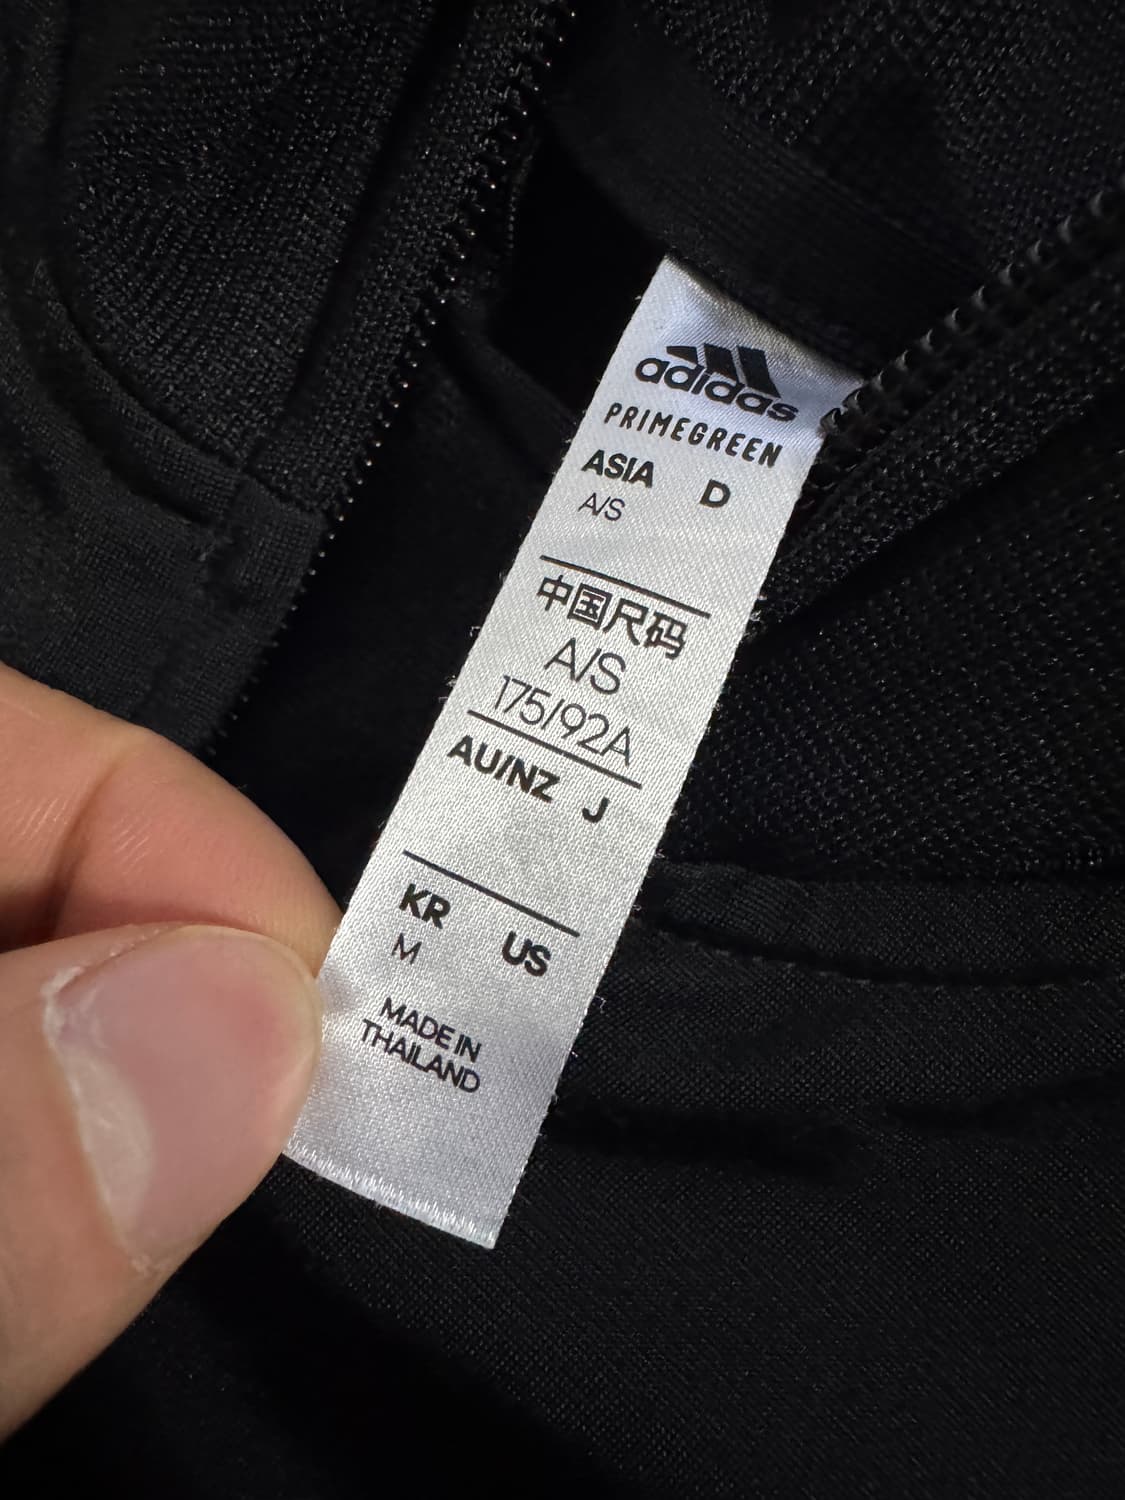 adidas
PRIMEGREEN
ASIA D
A/S
中国尺码
A/S
175/92A
AU/NZ J
KR US
M
MADE IN
THAILAND